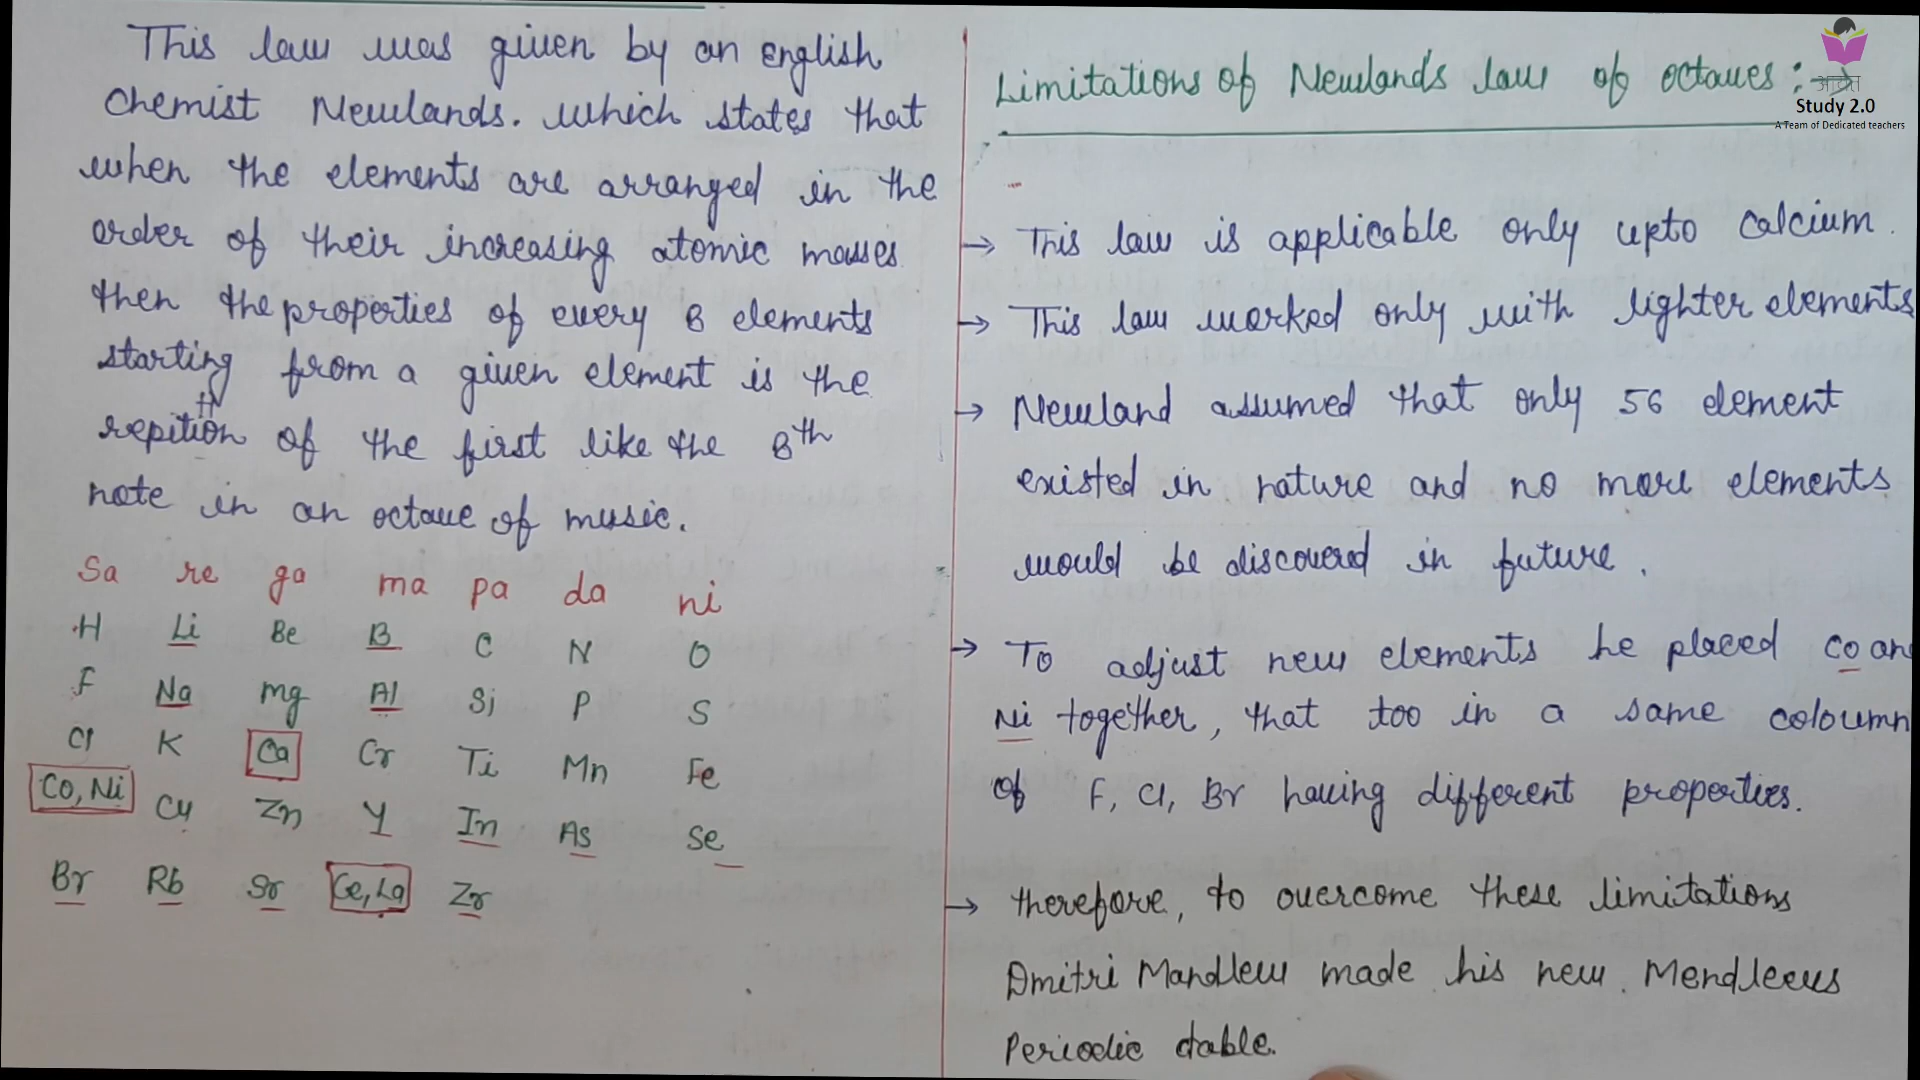 This law was given by an english
Chemist Newlands. which states that
when the elements are arranged in the
order of their increasing atomic masses
then the properties of every 8 elements
starting from a given element is the
repition of the first like the 8th
note in an octave of music.
Sa re ga ma pa da ni
H Li Be B C N O
F Na mg Al Si P S
Cl K Ca Cr Ti Mn Fe
Co, Ni Cu Zn Y In As Se
Br Rb Sr Ce, La Zr
Limitations of Newlands law of octaves :→
→ This law is applicable only upto calcium.
→ This law worked only with lighter elements
→ Newland assumed that only 56 element
existed in nature and no more elements
would be discovered in future.
→ To adjust new elements he placed Co an
Ni together, that too in a same coloumn
of F, Cl, Br having different properties.
→ therefore, to overcome these limitations
Dmitri Mandleev made his new. Mendleevs
Periodic table.
Study 2.0
A Team of Dedicated teachers